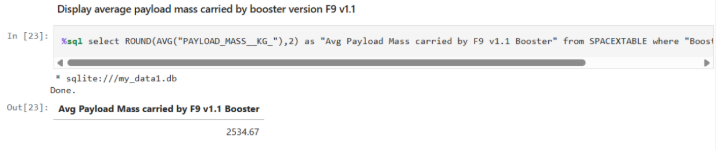 Display average payload mass carried by booster version F9 v1.1
In [23]: %sql select ROUND(AVG("PAYLOAD_MASS__KG_"),2) as "Avg Payload Mass carried by F9 v1.1 Booster" from SPACEXTABLE where "Boost
* sqlite:///my_data1.db
Done.
Out[23]: Avg Payload Mass carried by F9 v1.1 Booster
2534.67